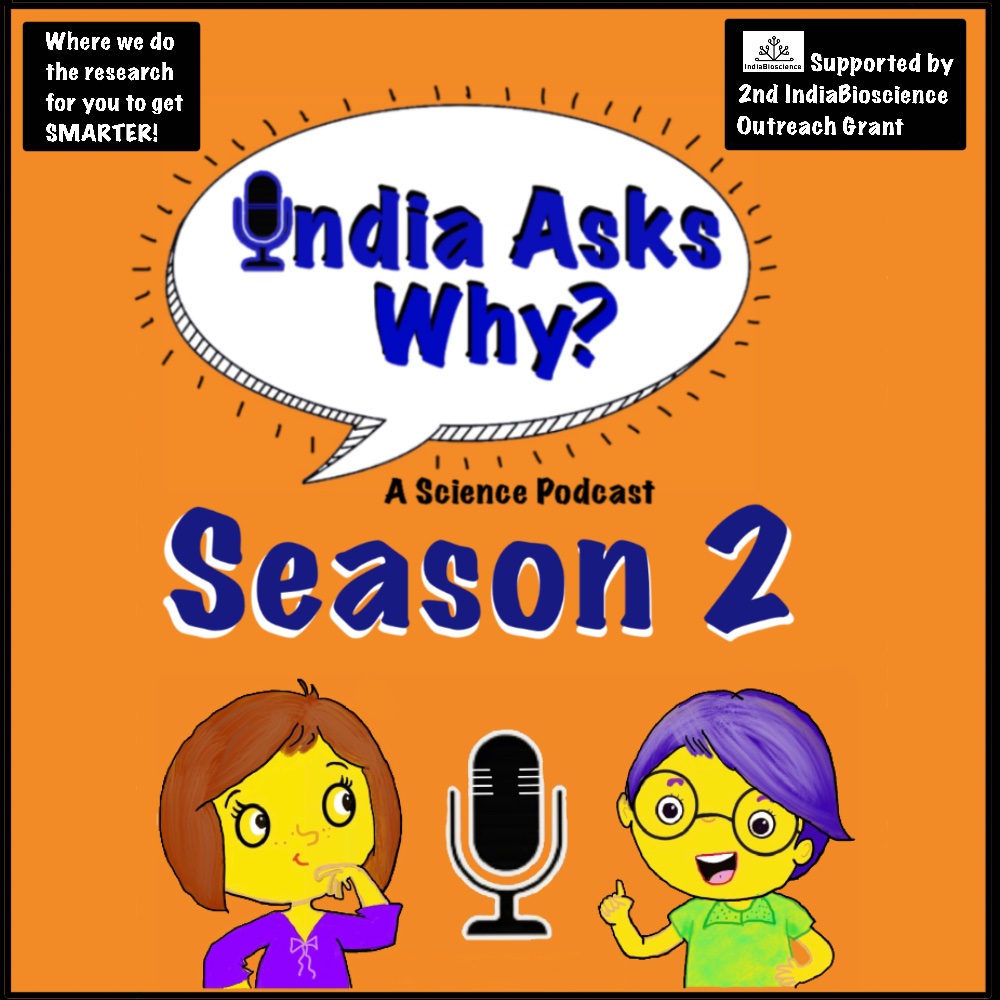 Where we do
the research
for you to get
SMARTER!
IndiaBioscience
Supported by
2nd IndiaBioscience
Outreach Grant
India Asks
Why?
A Science Podcast
Season 2